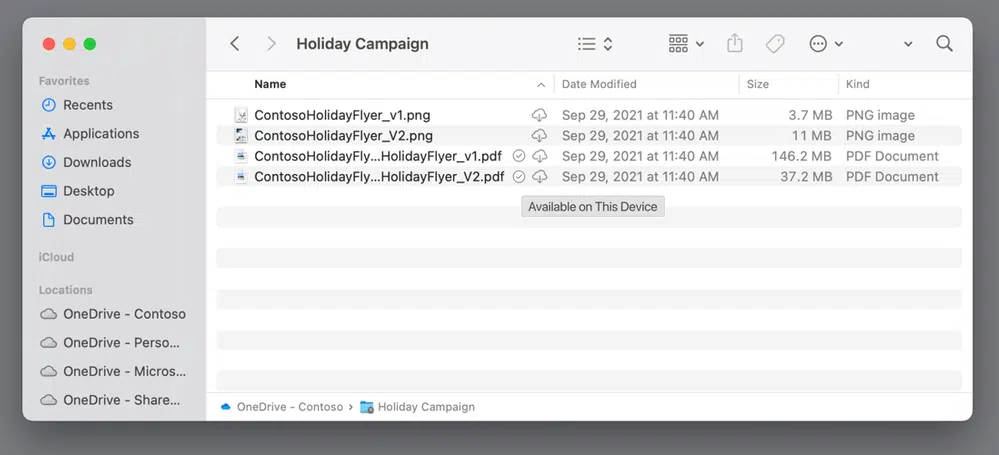 Holiday Campaign
Favorites
Recents
Applications
Downloads
Desktop
Documents
iCloud
Locations
OneDrive - Contoso
OneDrive - Perso...
OneDrive - Micros...
OneDrive - Share...
Name Date Modified Size Kind
ContosoHolidayFlyer_v1.png Sep 29, 2021 at 11:40 AM 3.7 MB PNG image
ContosoHolidayFlyer_V2.png Sep 29, 2021 at 11:40 AM 11 MB PNG image
ContosoHolidayFly...HolidayFlyer_v1.pdf Sep 29, 2021 at 11:40 AM 146.2 MB PDF Document
ContosoHolidayFly...HolidayFlyer_V2.pdf Sep 29, 2021 at 11:40 AM 37.2 MB PDF Document
Available on This Device
OneDrive - Contoso › Holiday Campaign